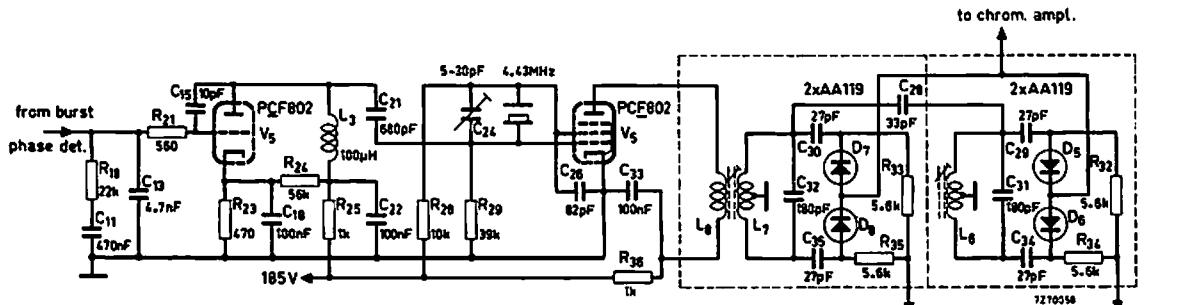 to chrom. ampl.
from burst
phase det.
C15 10pF
R21
560
PCF802
V5
L3
100µH
C21
680pF
5-20pF
C24
4.43MHz
PCF802
V5
2xAA119
C28
33pF
2xAA119
R18
22k
C13
4.7nF
C11
470nF
R23
470
R24
56k
C18
100nF
R25
1k
C22
100nF
R28
10k
R29
39k
C26
82pF
C33
100nF
R36
1k
185V
L8
L7
27pF
C30
D7
R33
5.6k
C32
180pF
D8
C35
27pF
R35
5.6k
27pF
C29
D5
R32
5.6k
C31
180pF
D6
L6
C34
27pF
R34
5.6k